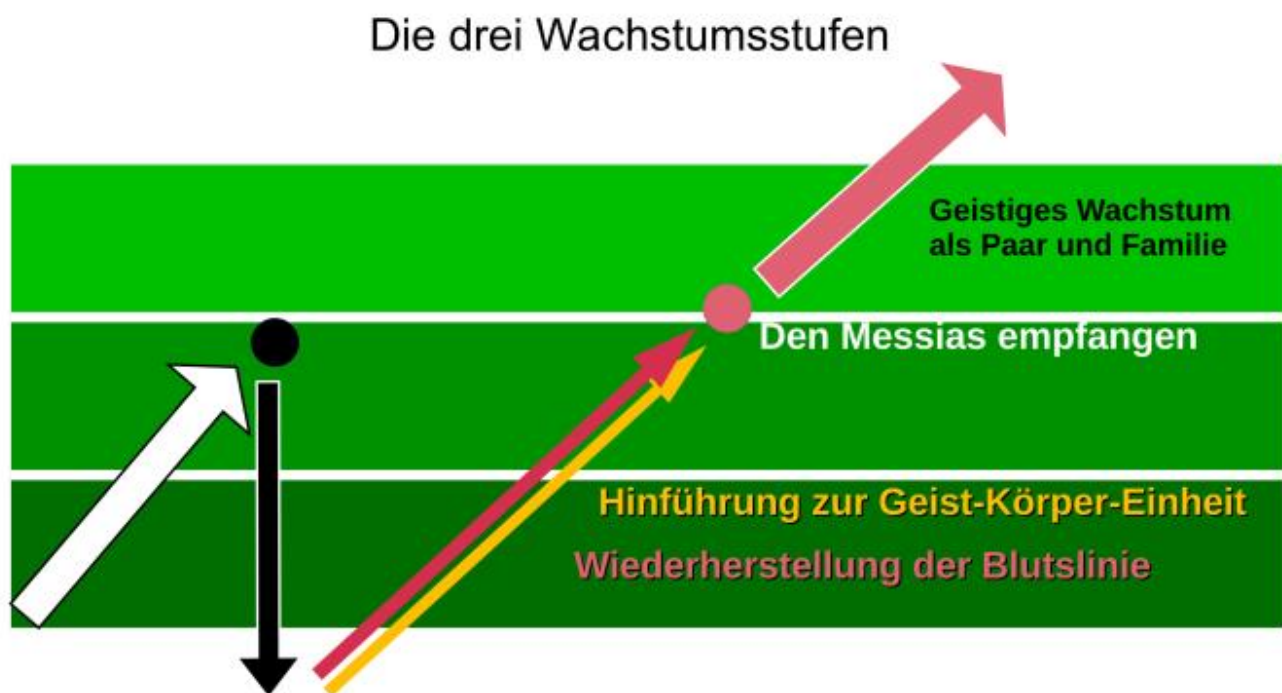 Die drei Wachstumsstufen
Geistiges Wachstum
als Paar und Familie
Den Messias empfangen
Hinführung zur Geist-Körper-Einheit
Wiederherstellung der Blutslinie